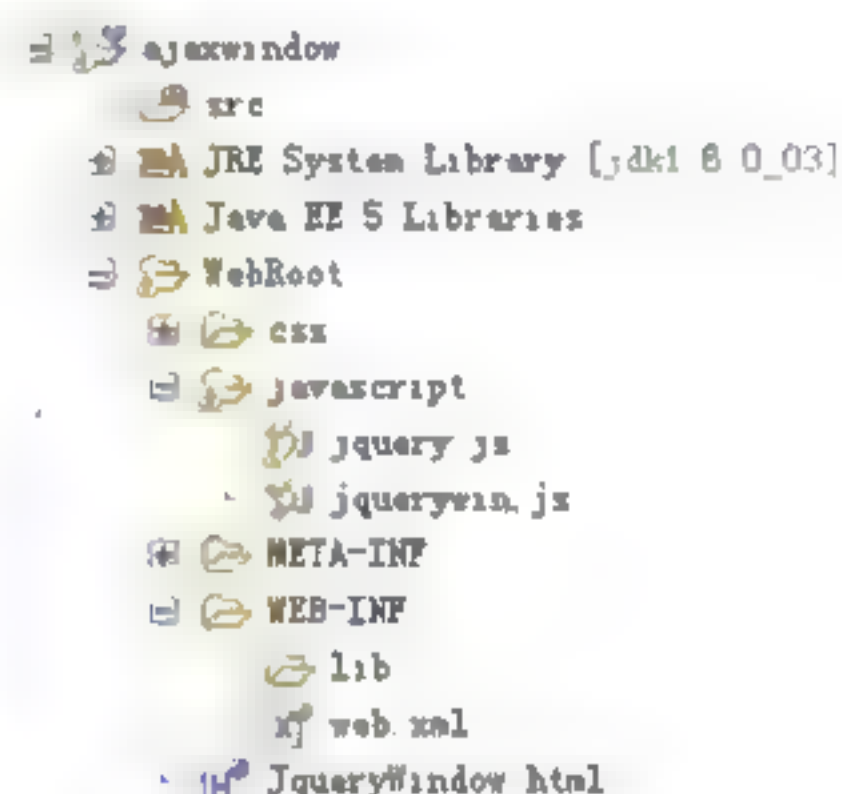 ajaxwindow
src
JRE System Library [jdk1.6.0_03]
Java EE 5 Libraries
WebRoot
css
javascript
jquery.js
jquerywin.js
META-INF
WEB-INF
lib
web.xml
JqueryWindow.html